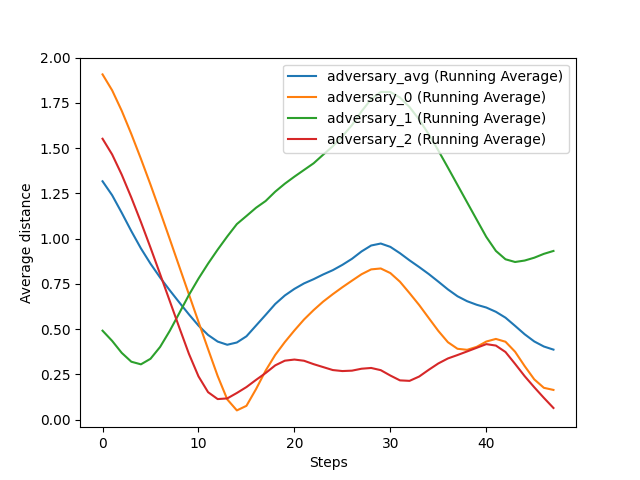 2.00
1.75
1.50
1.25
1.00
0.75
0.50
0.25
0.00
Average distance
adversary_avg (Running Average)
adversary_0 (Running Average)
adversary_1 (Running Average)
adversary_2 (Running Average)
0 10 20 30 40
Steps